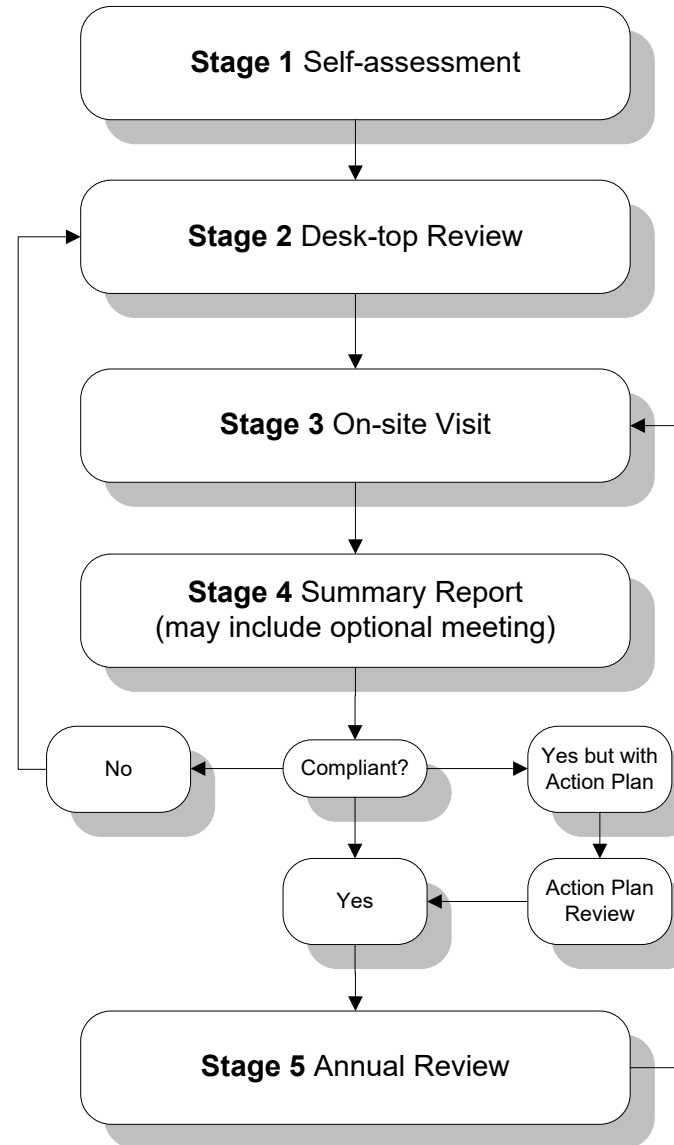 Stage 1 Self-assessment
Stage 2 Desk-top Review
Stage 3 On-site Visit
Stage 4 Summary Report
(may include optional meeting)
No
Compliant?
Yes but with
Action Plan
Yes
Action Plan
Review
Stage 5 Annual Review